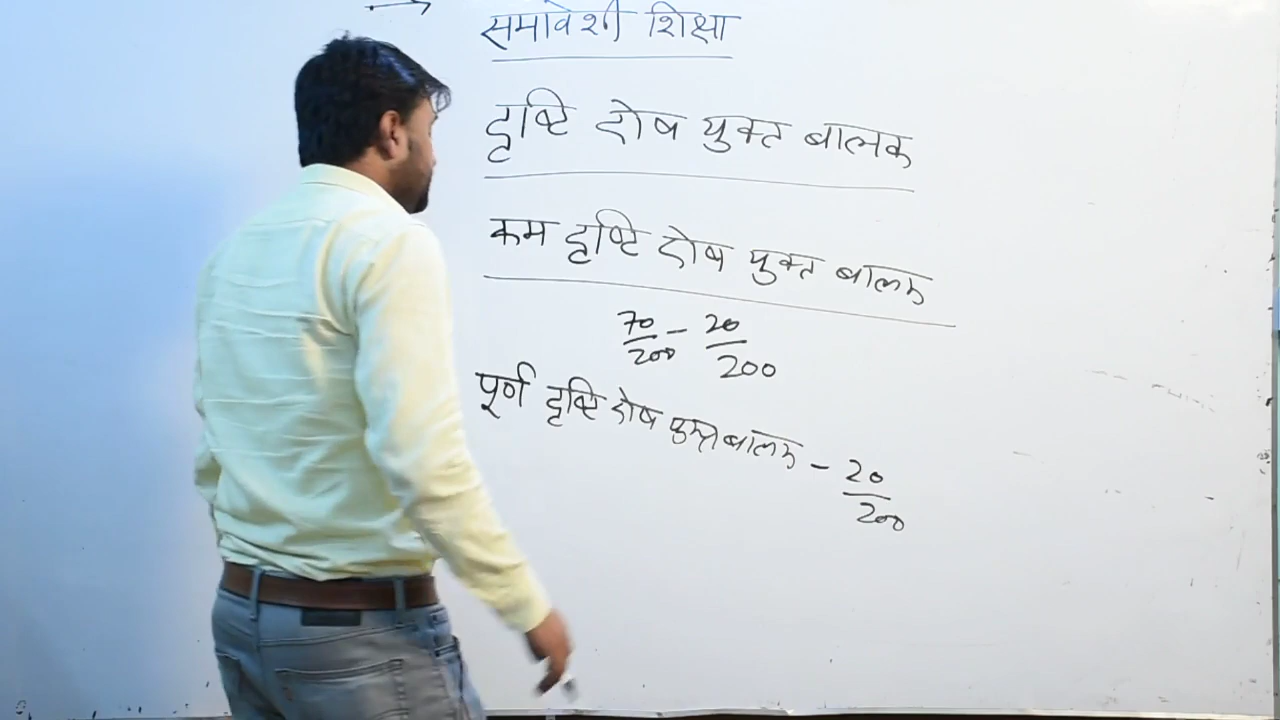 समावेशी शिक्षा
दृष्टि दोष युक्त बालक
कम दृष्टि दोष युक्त बालक
70/200 - 20/200
पूर्ण दृष्टि दोष युक्त बालक - 20/200